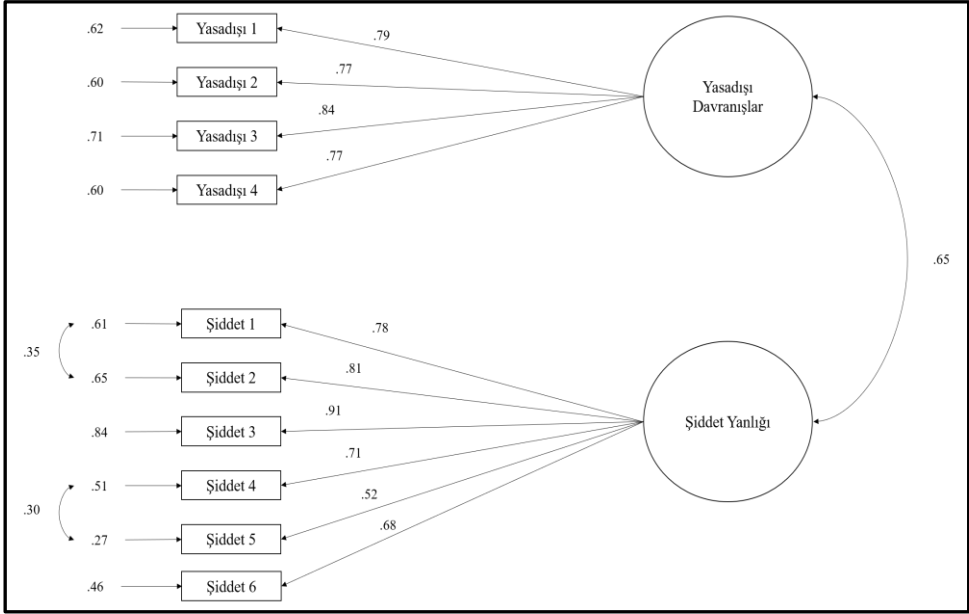 .62
Yasadışı 1
.79
.60
Yasadışı 2
.77
.71
Yasadışı 3
.84
.60
Yasadışı 4
.77
Yasadışı
Davranışlar
.65
.35
.61
Şiddet 1
.78
.65
Şiddet 2
.81
.84
Şiddet 3
.91
.51
Şiddet 4
.71
.30
.27
Şiddet 5
.52
.46
Şiddet 6
.68
Şiddet Yanlığı